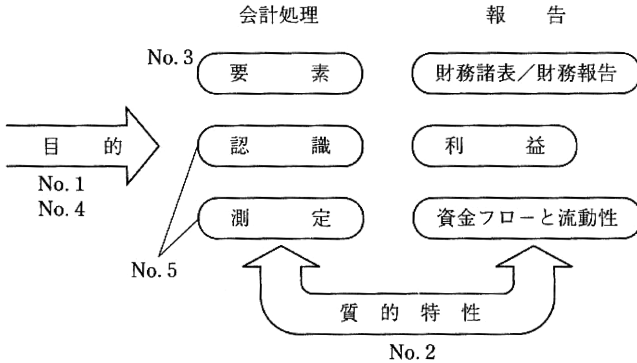 会計処理 報告
No. 3 要素 財務諸表／財務報告
目的 認識 利益
No. 1
No. 4
測定 資金フローと流動性
No. 5
質的特性
No. 2